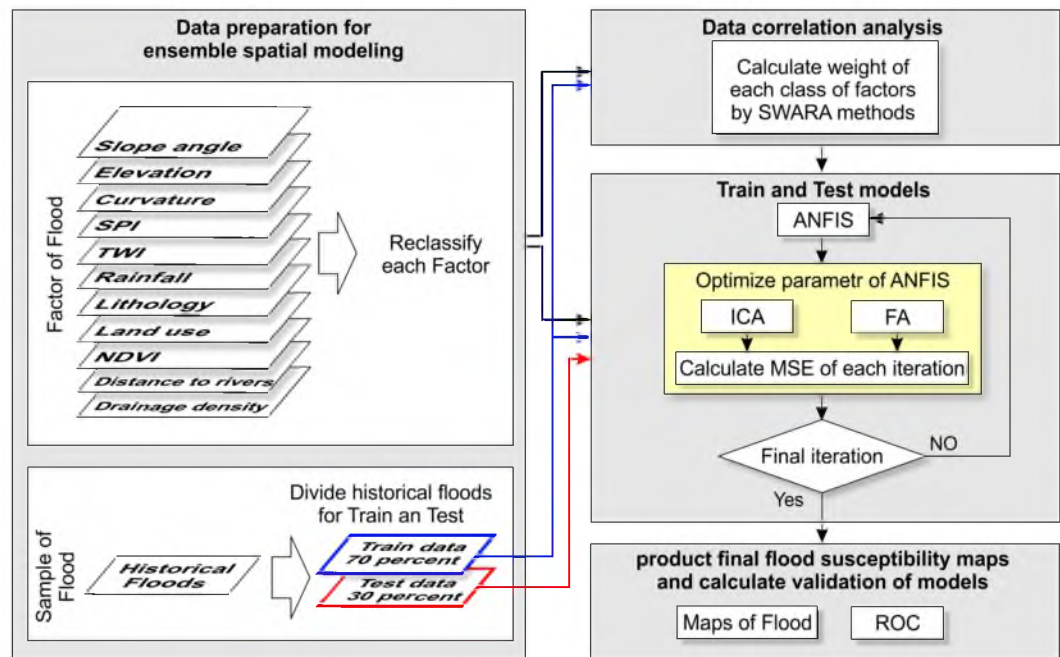 Data preparation for
ensemble spatial modeling
Factor of Flood
Slope angle
Elevation
Curvature
SPI
TWI
Rainfall
Lithology
Land use
NDVI
Distance to rivers
Drainage density
Reclassify
each Factor
Sample of
Flood
Historical
Floods
Divide historical floods
for Train an Test
Train data
70 percent
Test data
30 percent
Data correlation analysis
Calculate weight of
each class of factors
by SWARA methods
Train and Test models
ANFIS
Optimize parametr of ANFIS
ICA
FA
Calculate MSE of each iteration
Final iteration
NO
Yes
product final flood susceptibility maps
and calculate validation of models
Maps of Flood
ROC